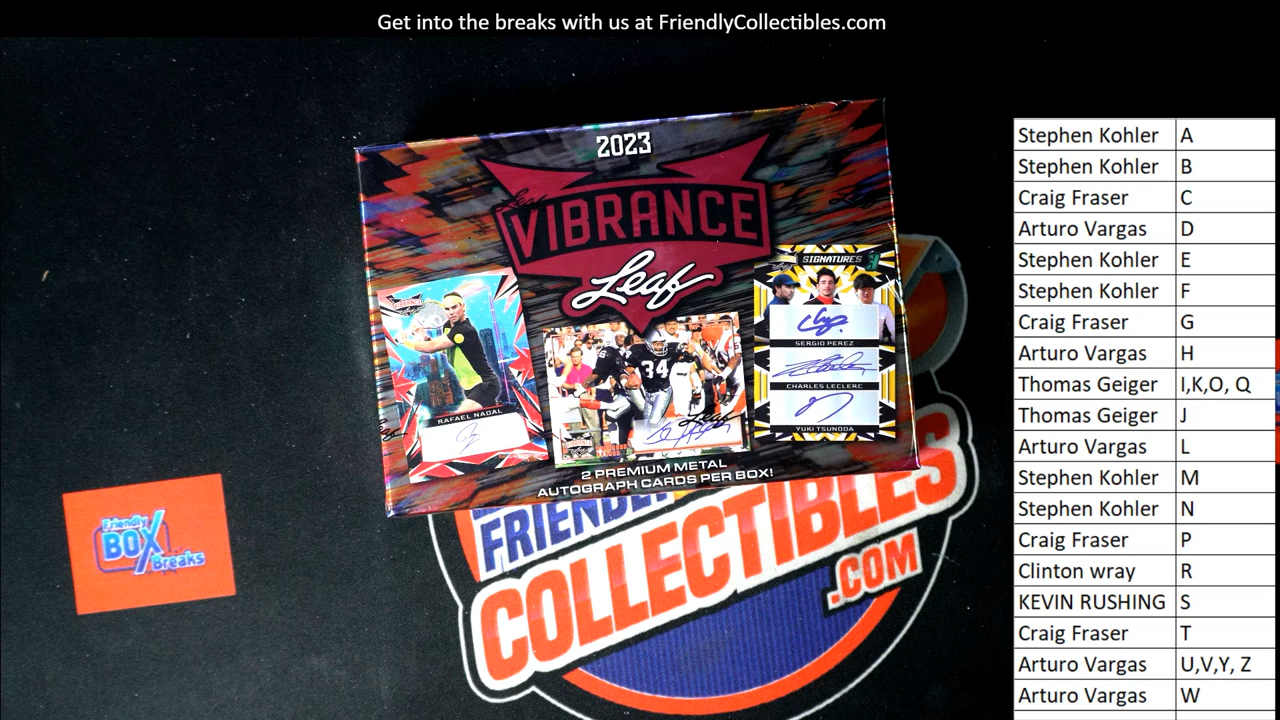 Get into the breaks with us at FriendlyCollectibles.com
2023
VIBRANCE
Leaf
VIBRANCE
RAFAEL NADAL
34
SIGNATURES
SERGIO PEREZ
CHARLES LECLERC
YUKI TSUNODA
2 PREMIUM METAL
AUTOGRAPH CARDS PER BOX!
Friendly
BOX
Breaks
FRIENDLY
COLLECTIBLES
.COM
Stephen Kohler A
Stephen Kohler B
Craig Fraser C
Arturo Vargas D
Stephen Kohler E
Stephen Kohler F
Craig Fraser G
Arturo Vargas H
Thomas Geiger I,K,O, Q
Thomas Geiger J
Arturo Vargas L
Stephen Kohler M
Stephen Kohler N
Craig Fraser P
Clinton wray R
KEVIN RUSHING S
Craig Fraser T
Arturo Vargas U,V,Y, Z
Arturo Vargas W